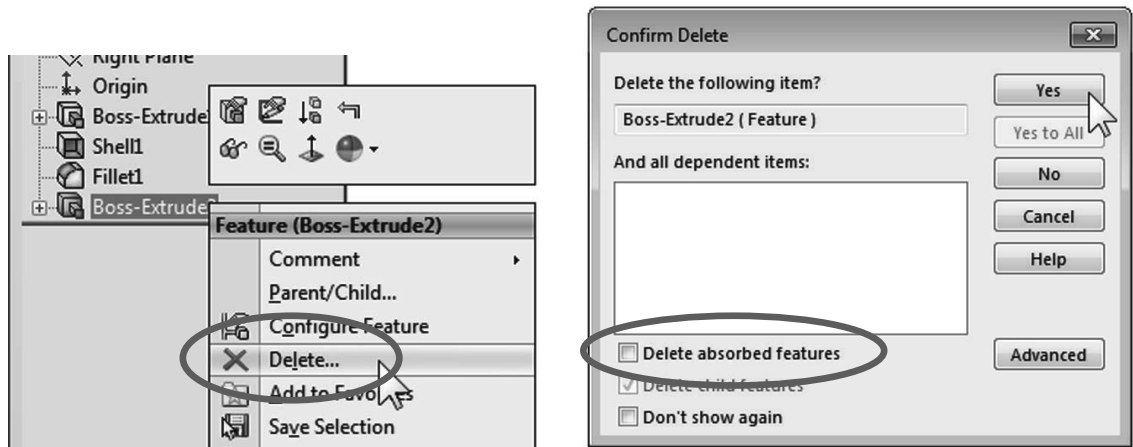 Right Plane
Origin
Boss-Extrude
Shell1
Fillet1
Boss-Extrude2
Feature (Boss-Extrude2)
Comment
Parent/Child...
Configure Feature
Delete...
Add to Favorites
Save Selection
Confirm Delete
Delete the following item?
Boss-Extrude2 ( Feature )
And all dependent items:
Yes
Yes to All
No
Cancel
Help
Advanced
Delete absorbed features
Delete child features
Don't show again